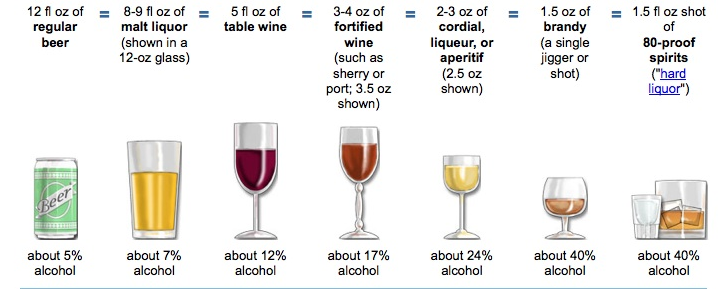 12 fl oz of
regular
beer
=
8-9 fl oz of
malt liquor
(shown in a
12-oz glass)
=
5 fl oz of
table wine
=
3-4 oz of
fortified
wine
(such as
sherry or
port; 3.5 oz
shown)
=
2-3 oz of
cordial,
liqueur, or
aperitif
(2.5 oz
shown)
=
1.5 oz of
brandy
(a single
jigger or
shot)
=
1.5 fl oz shot
of
80-proof
spirits
("hard
liquor")
Beer
about 5%
alcohol
about 7%
alcohol
about 12%
alcohol
about 17%
alcohol
about 24%
alcohol
about 40%
alcohol
about 40%
alcohol